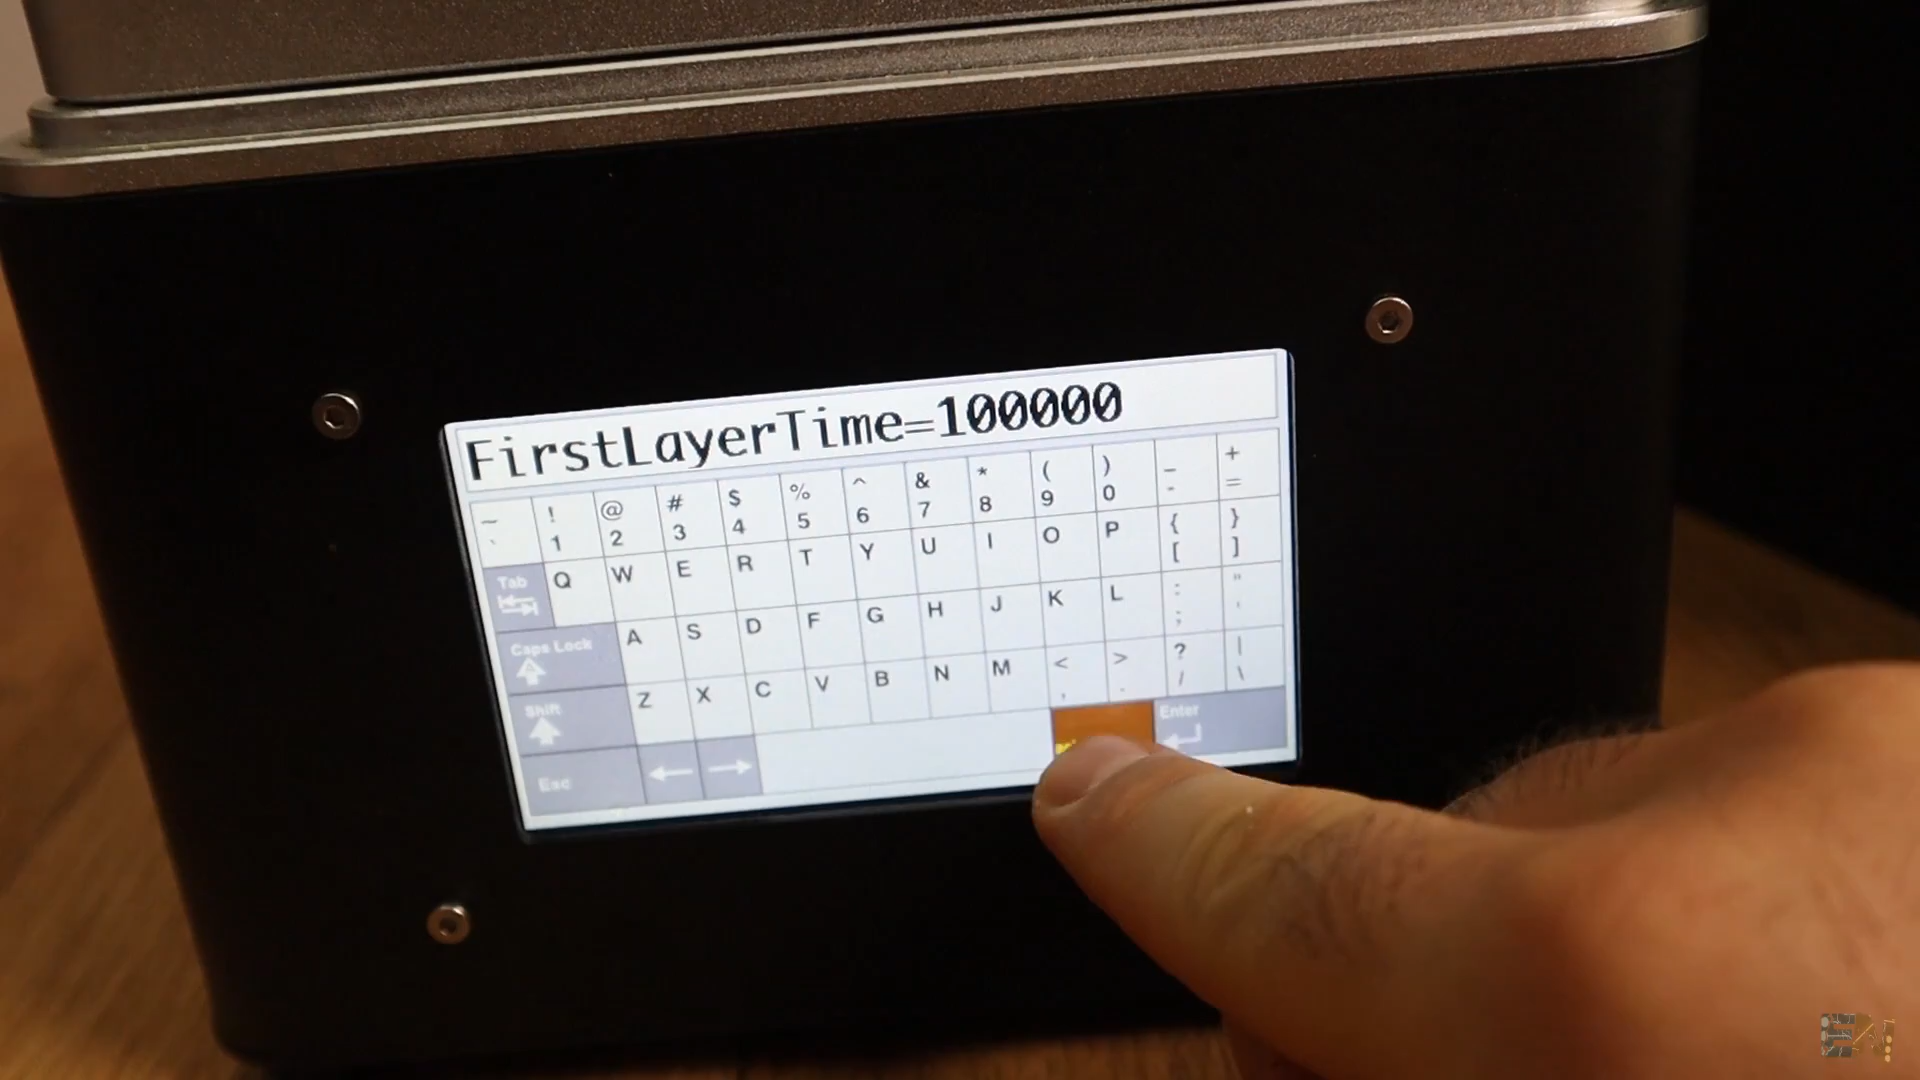 FirstLayerTime=100000
~ ! @ # $ % ^ & * ( ) _ +
` 1 2 3 4 5 6 7 8 9 0 - =
Tab Q W E R T Y U I O P { }
[ ]
Caps Lock A S D F G H J K L : "
; '
Shift Z X C V B N M < > ? |
, . / \
Esc ← → Enter